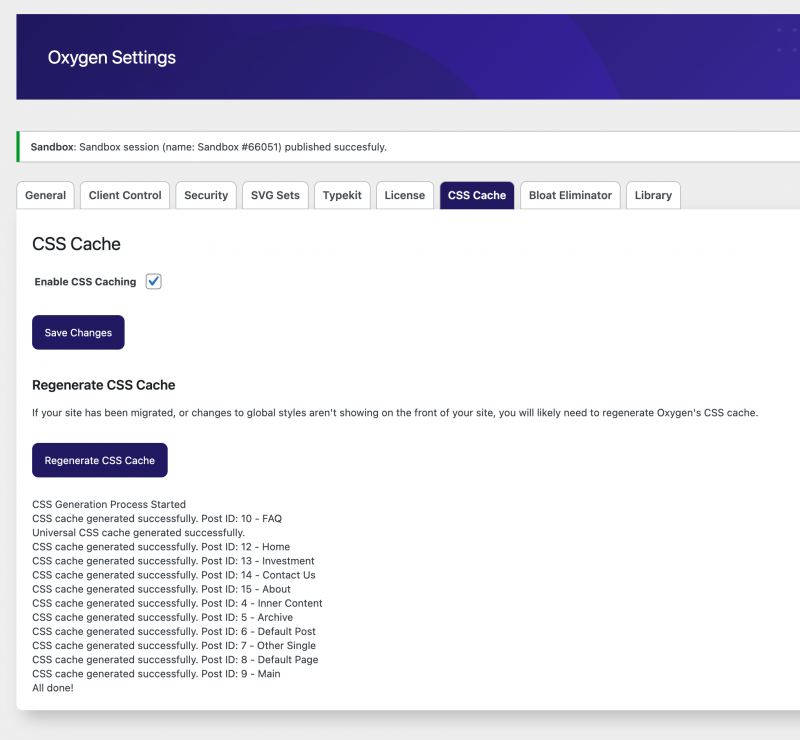 Oxygen Settings
Sandbox: Sandbox session (name: Sandbox #66051) published succesfuly.
General Client Control Security SVG Sets Typekit License CSS Cache Bloat Eliminator Library
CSS Cache
Enable CSS Caching
Save Changes
Regenerate CSS Cache
If your site has been migrated, or changes to global styles aren't showing on the front of your site, you will likely need to regenerate Oxygen's CSS cache.
Regenerate CSS Cache
CSS Generation Process Started
CSS cache generated successfully. Post ID: 10 - FAQ
Universal CSS cache generated successfully.
CSS cache generated successfully. Post ID: 12 - Home
CSS cache generated successfully. Post ID: 13 - Investment
CSS cache generated successfully. Post ID: 14 - Contact Us
CSS cache generated successfully. Post ID: 15 - About
CSS cache generated successfully. Post ID: 4 - Inner Content
CSS cache generated successfully. Post ID: 5 - Archive
CSS cache generated successfully. Post ID: 6 - Default Post
CSS cache generated successfully. Post ID: 7 - Other Single
CSS cache generated successfully. Post ID: 8 - Default Page
CSS cache generated successfully. Post ID: 9 - Main
All done!